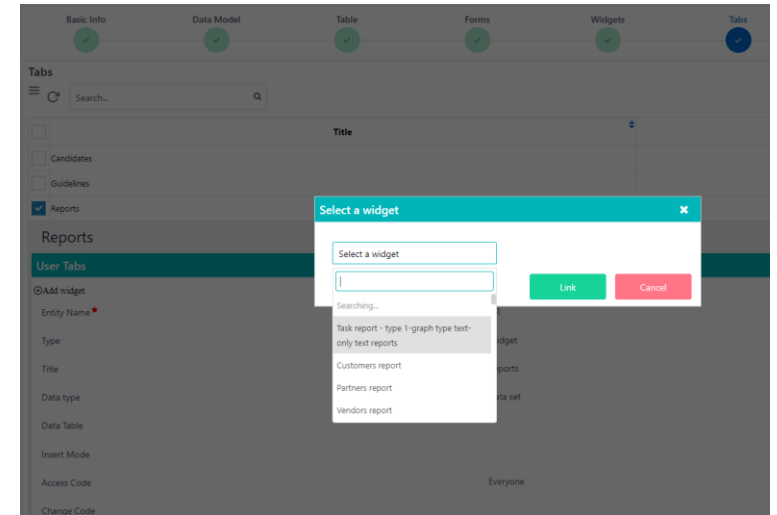 Basic Info Data Model Table Forms Widgets Tabs
Tabs
Search...
Title
Candidates
Guidelines
Reports
Select a widget
Reports
Select a widget
User Tabs
Add widget
Link Cancel
Entity Name*
Searching...
Task report - type 1-graph type text-
only text reports
Type
Customers report
Title
Partners report
Data type
Vendors report
Data Table
Insert Mode
Access Code Everyone
Change Code